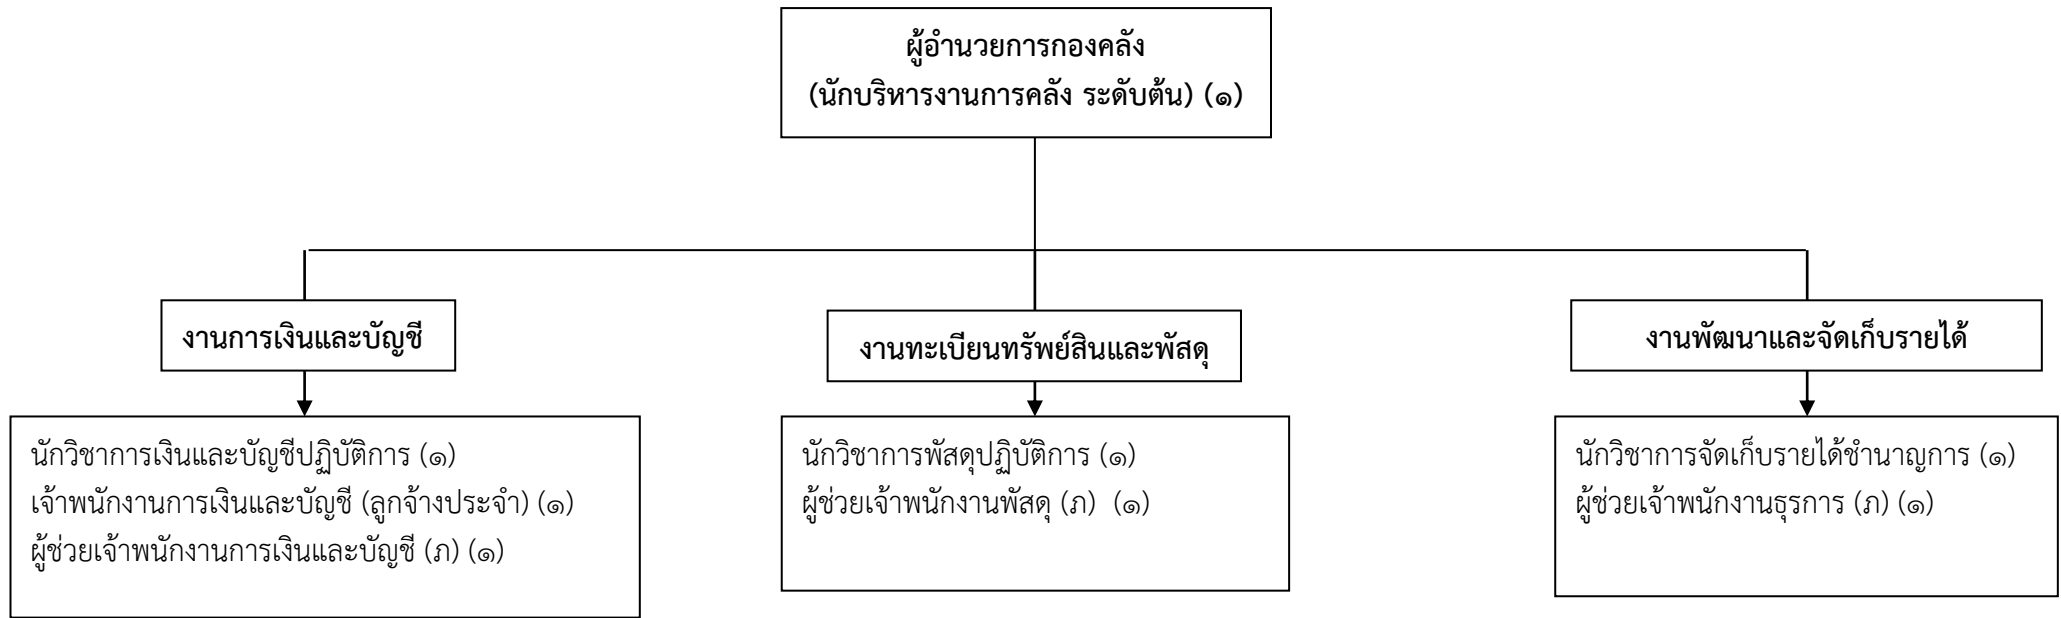 ผู้อำนวยการกองคลัง
(นักบริหารงานการคลัง ระดับต้น) (๑)
งานการเงินและบัญชี
งานทะเบียนทรัพย์สินและพัสดุ
งานพัฒนาและจัดเก็บรายได้
นักวิชาการเงินและบัญชีปฏิบัติการ (๑)
เจ้าพนักงานการเงินและบัญชี (ลูกจ้างประจำ) (๑)
ผู้ช่วยเจ้าพนักงานการเงินและบัญชี (ภ) (๑)
นักวิชาการพัสดุปฏิบัติการ (๑)
ผู้ช่วยเจ้าพนักงานพัสดุ (ภ) (๑)
นักวิชาการจัดเก็บรายได้ชำนาญการ (๑)
ผู้ช่วยเจ้าพนักงานธุรการ (ภ) (๑)